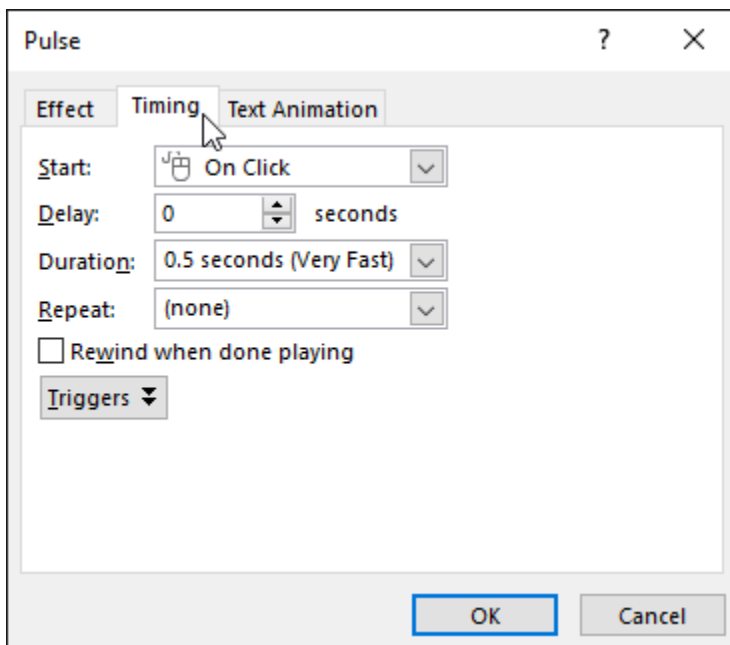 Pulse ?
Effect Timing Text Animation
Start: On Click
Delay: 0 seconds
Duration: 0.5 seconds (Very Fast)
Repeat: (none)
Rewind when done playing
Triggers
OK Cancel